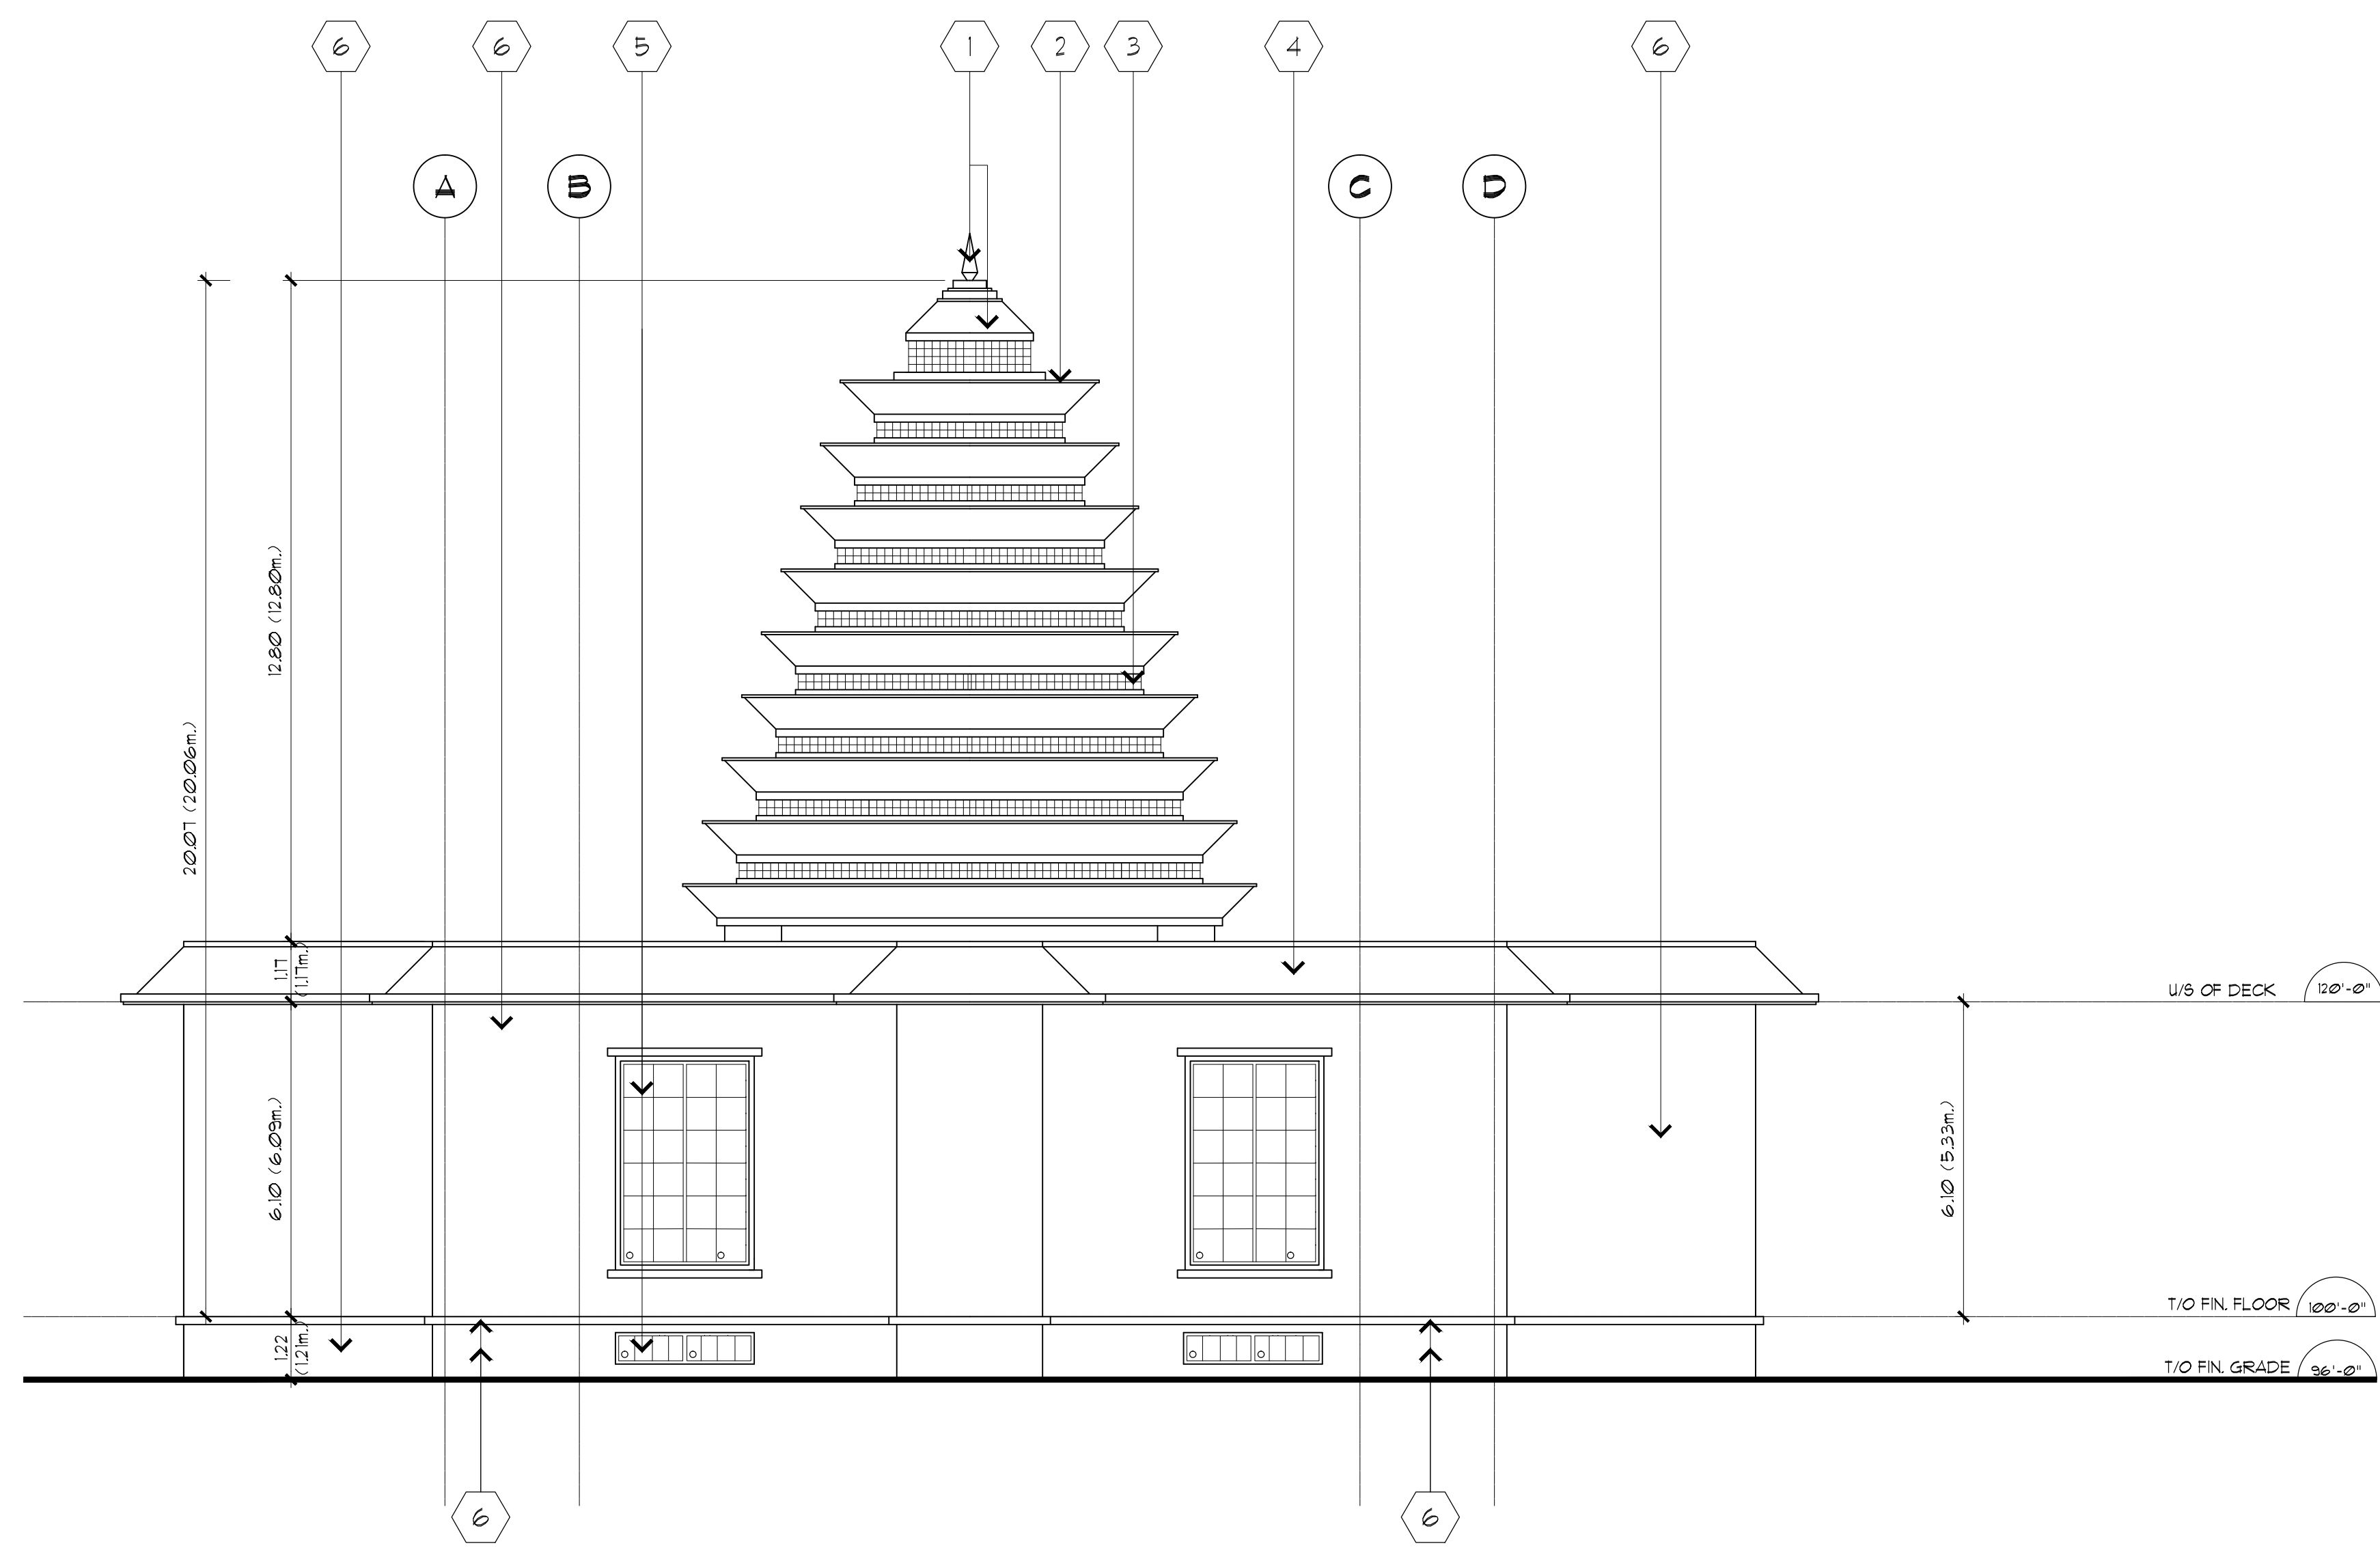 6 6 5 1 2 3 4 6
A B C D
12.80 (12.80m.)
20.07 (20.06m.)
1.17
(1.17m.)
U/S OF DECK 120'-0"
6.10 (6.09m.)
6.10 (5.33m.)
T/O FIN. FLOOR 100'-0"
1.22
(1.21m.)
T/O FIN. GRADE 96'-0"
6 6